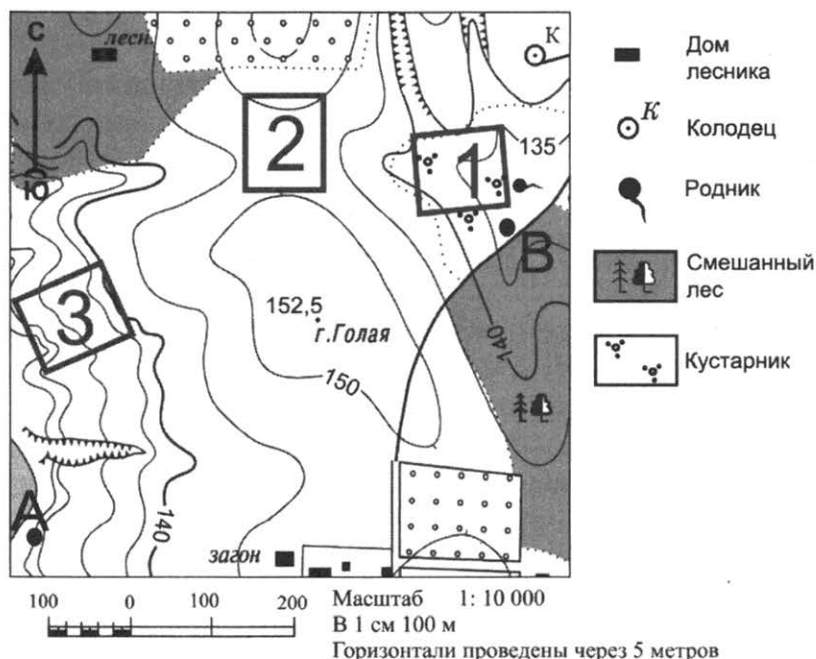 С
лесн.
К
2
1
135
Ю
В
3
152,5
г.Голая
140
150
А
140
загон
100 0 100 200
Масштаб 1: 10 000
В 1 см 100 м
Горизонтали проведены через 5 метров
Дом
лесника
К
Колодец
Родник
Смешанный
лес
Кустарник